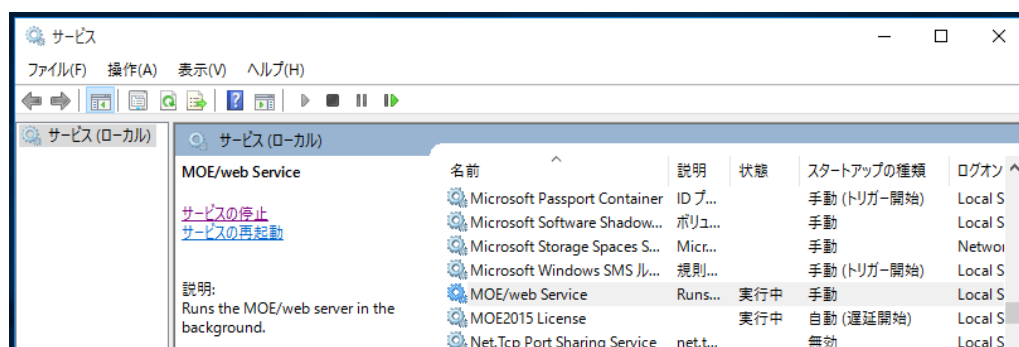 サービス
ファイル(F) 操作(A) 表示(V) ヘルプ(H)
サービス (ローカル)
サービス (ローカル)
MOE/web Service
サービスの停止
サービスの再起動
説明:
Runs the MOE/web server in the
background.
名前 説明 状態 スタートアップの種類 ログオン
Microsoft Passport Container ID プ... 手動 (トリガー開始) Local S
Microsoft Software Shadow... ボリュ... 手動 Local S
Microsoft Storage Spaces S... Micr... 手動 Networ
Microsoft Windows SMS ル... 規則... 手動 (トリガー開始) Local S
MOE/web Service Runs... 実行中 手動 Local S
MOE2015 License 実行中 自動 (遅延開始) Local S
Net.Tcp Port Sharing Service net.t... 無効 Local S